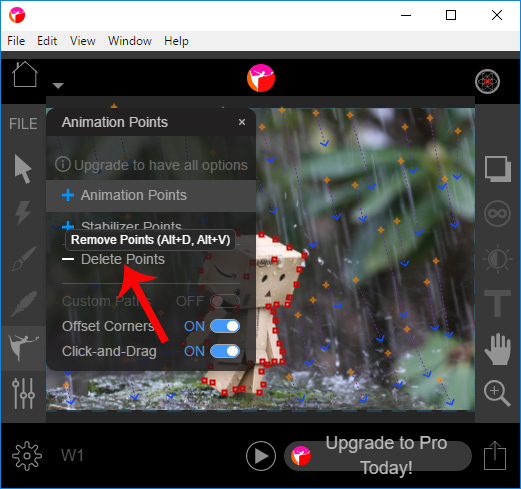 File Edit View Window Help
FILE
Animation Points ×
Upgrade to have all options
Animation Points
Stabilizer Points
Remove Points (Alt+D, Alt+V)
Delete Points
Custom Paths OFF
Offset Corners ON
Click-and-Drag ON
T
W1
Upgrade to Pro
Today!